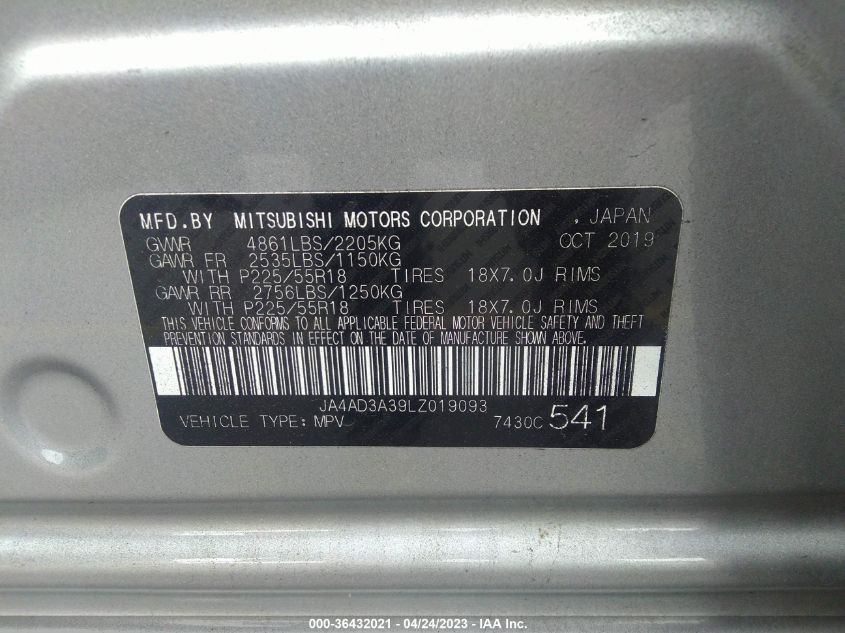 MFD.BY MITSUBISHI MOTORS CORPORATION , JAPAN
GVWR 4861LBS/2205KG OCT 2019
GAWR FR 2535LBS/1150KG
WITH P225/55R18 TIRES 18X7.0J RIMS
GAWR RR 2756LBS/1250KG
WITH P225/55R18 TIRES 18X7.0J RIMS
THIS VEHICLE CONFORMS TO ALL APPLICABLE FEDERAL MOTOR VEHICLE SAFETY AND THEFT
PREVENTION STANDARDS IN EFFECT ON THE DATE OF MANUFACTURE SHOWN ABOVE.
JA4AD3A39LZ019093
VEHICLE TYPE: MPV 7430C 541
000-36432021 - 04/24/2023 - IAA Inc.